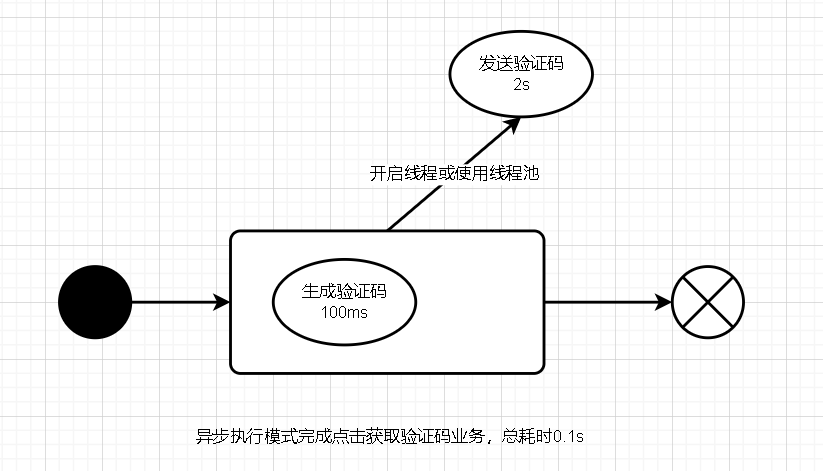 发送验证码
2s
开启线程或使用线程池
生成验证码
100ms
异步执行模式完成点击获取验证码业务，总耗时0.1s